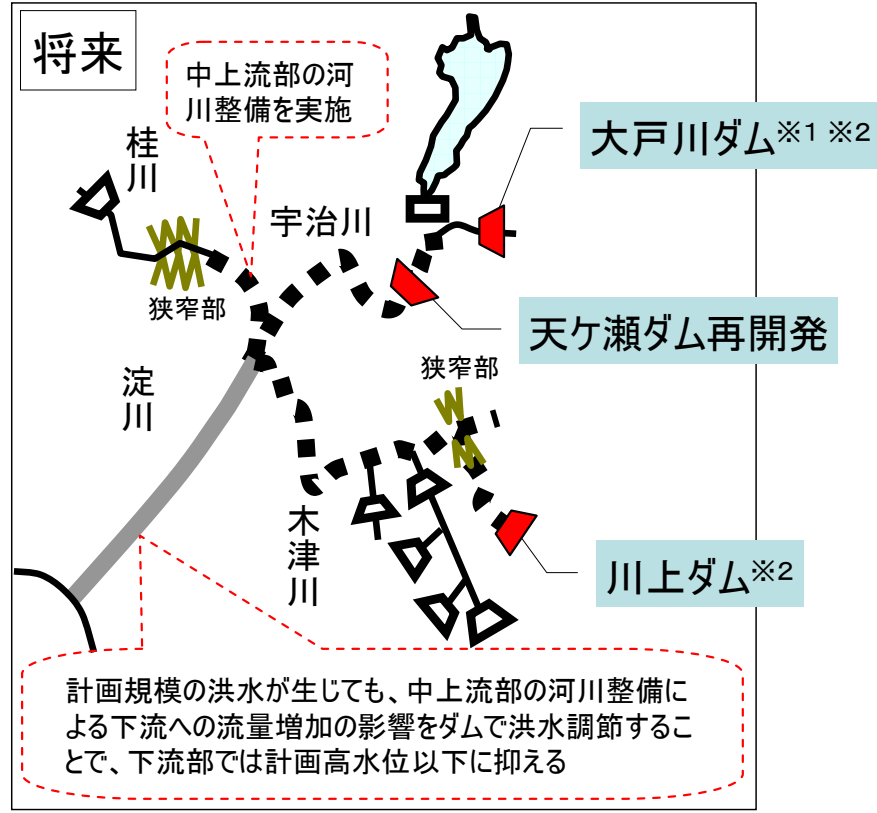 将来
中上流部の河
川整備を実施
大戸川ダム※1 ※2
桂川
宇治川
狭窄部
天ケ瀬ダム再開発
狭窄部
淀川
木津川
川上ダム※2
計画規模の洪水が生じても、中上流部の河川整備に
よる下流への流量増加の影響をダムで洪水調節するこ
とで、下流部では計画高水位以下に抑える